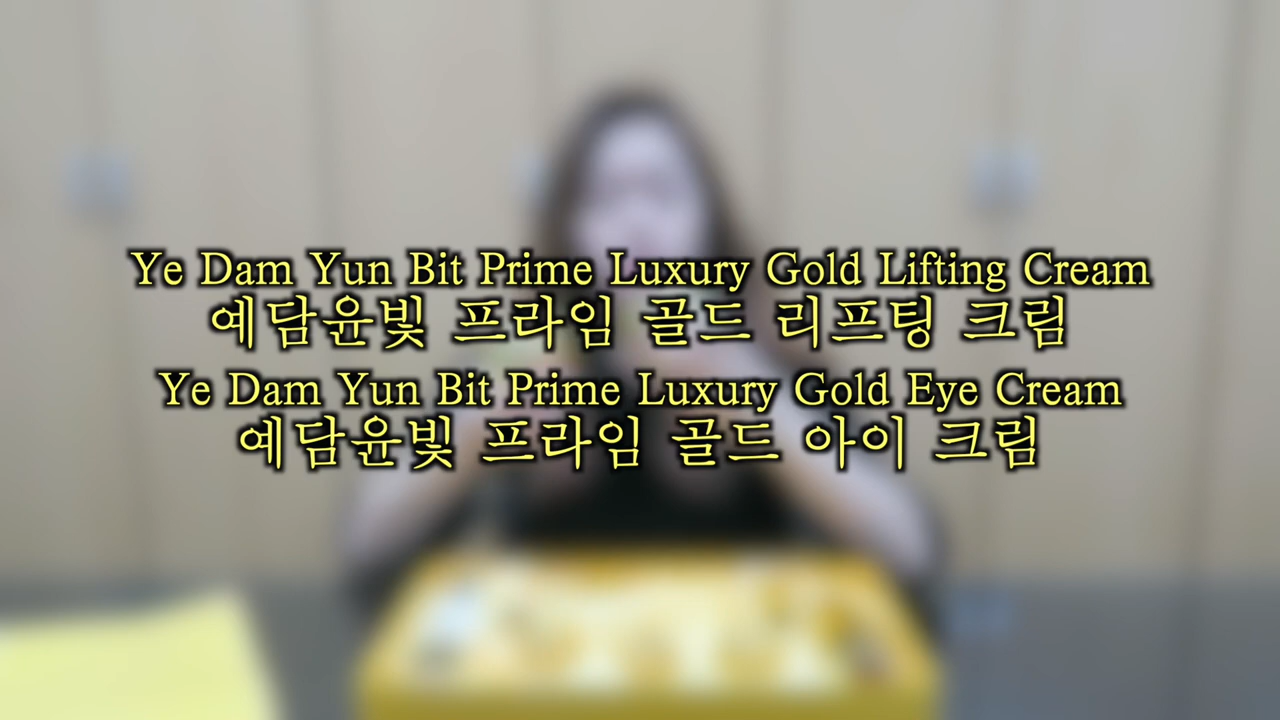 Ye Dam Yun Bit Prime Luxury Gold Lifting Cream
예담윤빛 프라임 골드 리프팅 크림
Ye Dam Yun Bit Prime Luxury Gold Eye Cream
예담윤빛 프라임 골드 아이 크림